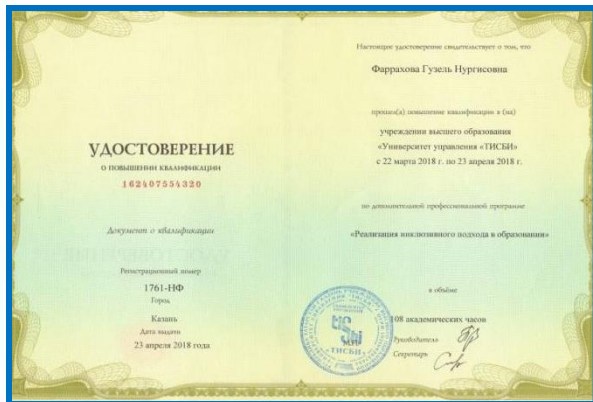 УДОСТОВЕРЕНИЕ
О ПОВЫШЕНИИ КВАЛИФИКАЦИИ
162407554320
Документ о квалификации
Регистрационный номер
1761-НФ
Город
Казань
Дата выдачи
23 апреля 2018 года
Настоящее удостоверение свидетельствует о том, что
Фаррахова Гузель Нургисовна
прошел(а) повышение квалификации в (на)
учреждении высшего образования
«Университет управления «ТИСБИ»
с 22 марта 2018 г. по 23 апреля 2018 г.
по дополнительной профессиональной программе
«Реализация инклюзивного подхода в образовании»
в объёме
108 академических часов
Руководитель
Секретарь
ТИСБИ